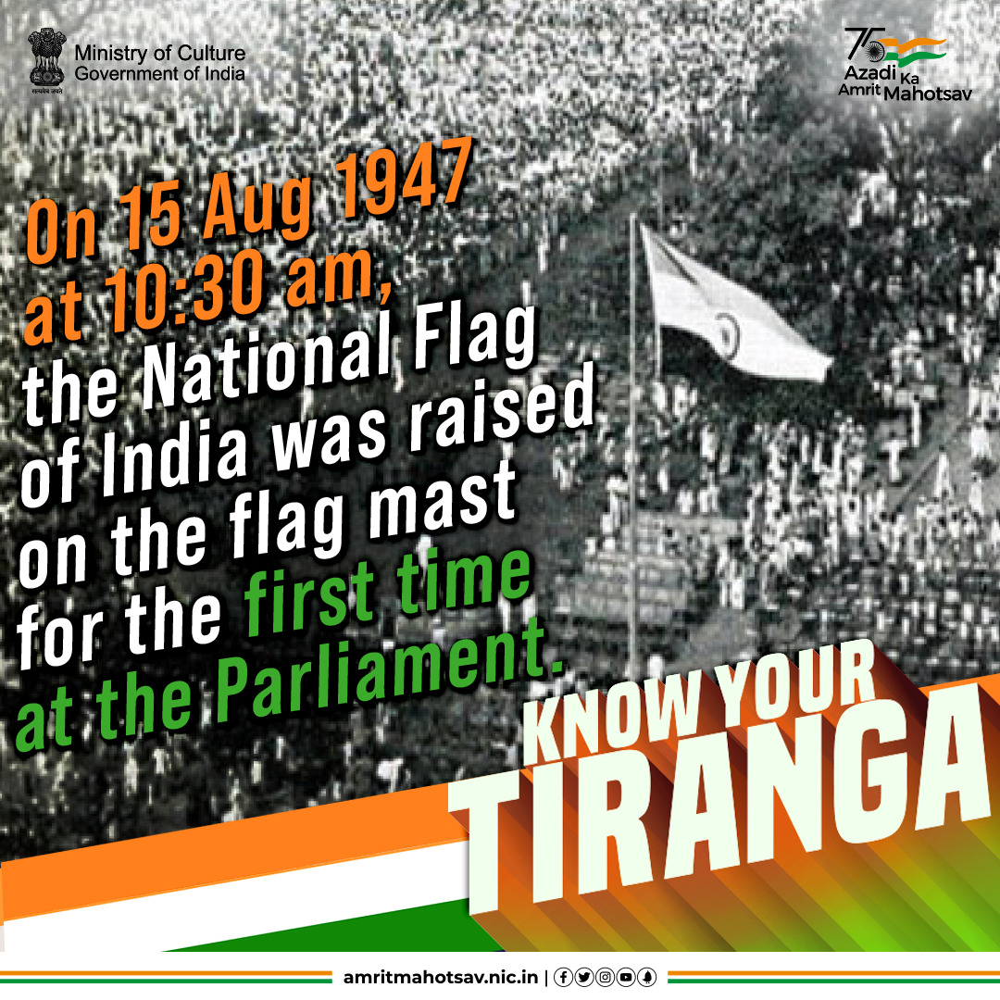 Ministry of Culture
Government of India
सत्यमेव जयते
75
Azadi Ka
Amrit Mahotsav
On 15 Aug 1947
at 10:30 am,
the National Flag
of India was raised
on the flag mast
for the first time
at the Parliament.
KNOW YOUR
TIRANGA
amritmahotsav.nic.in |